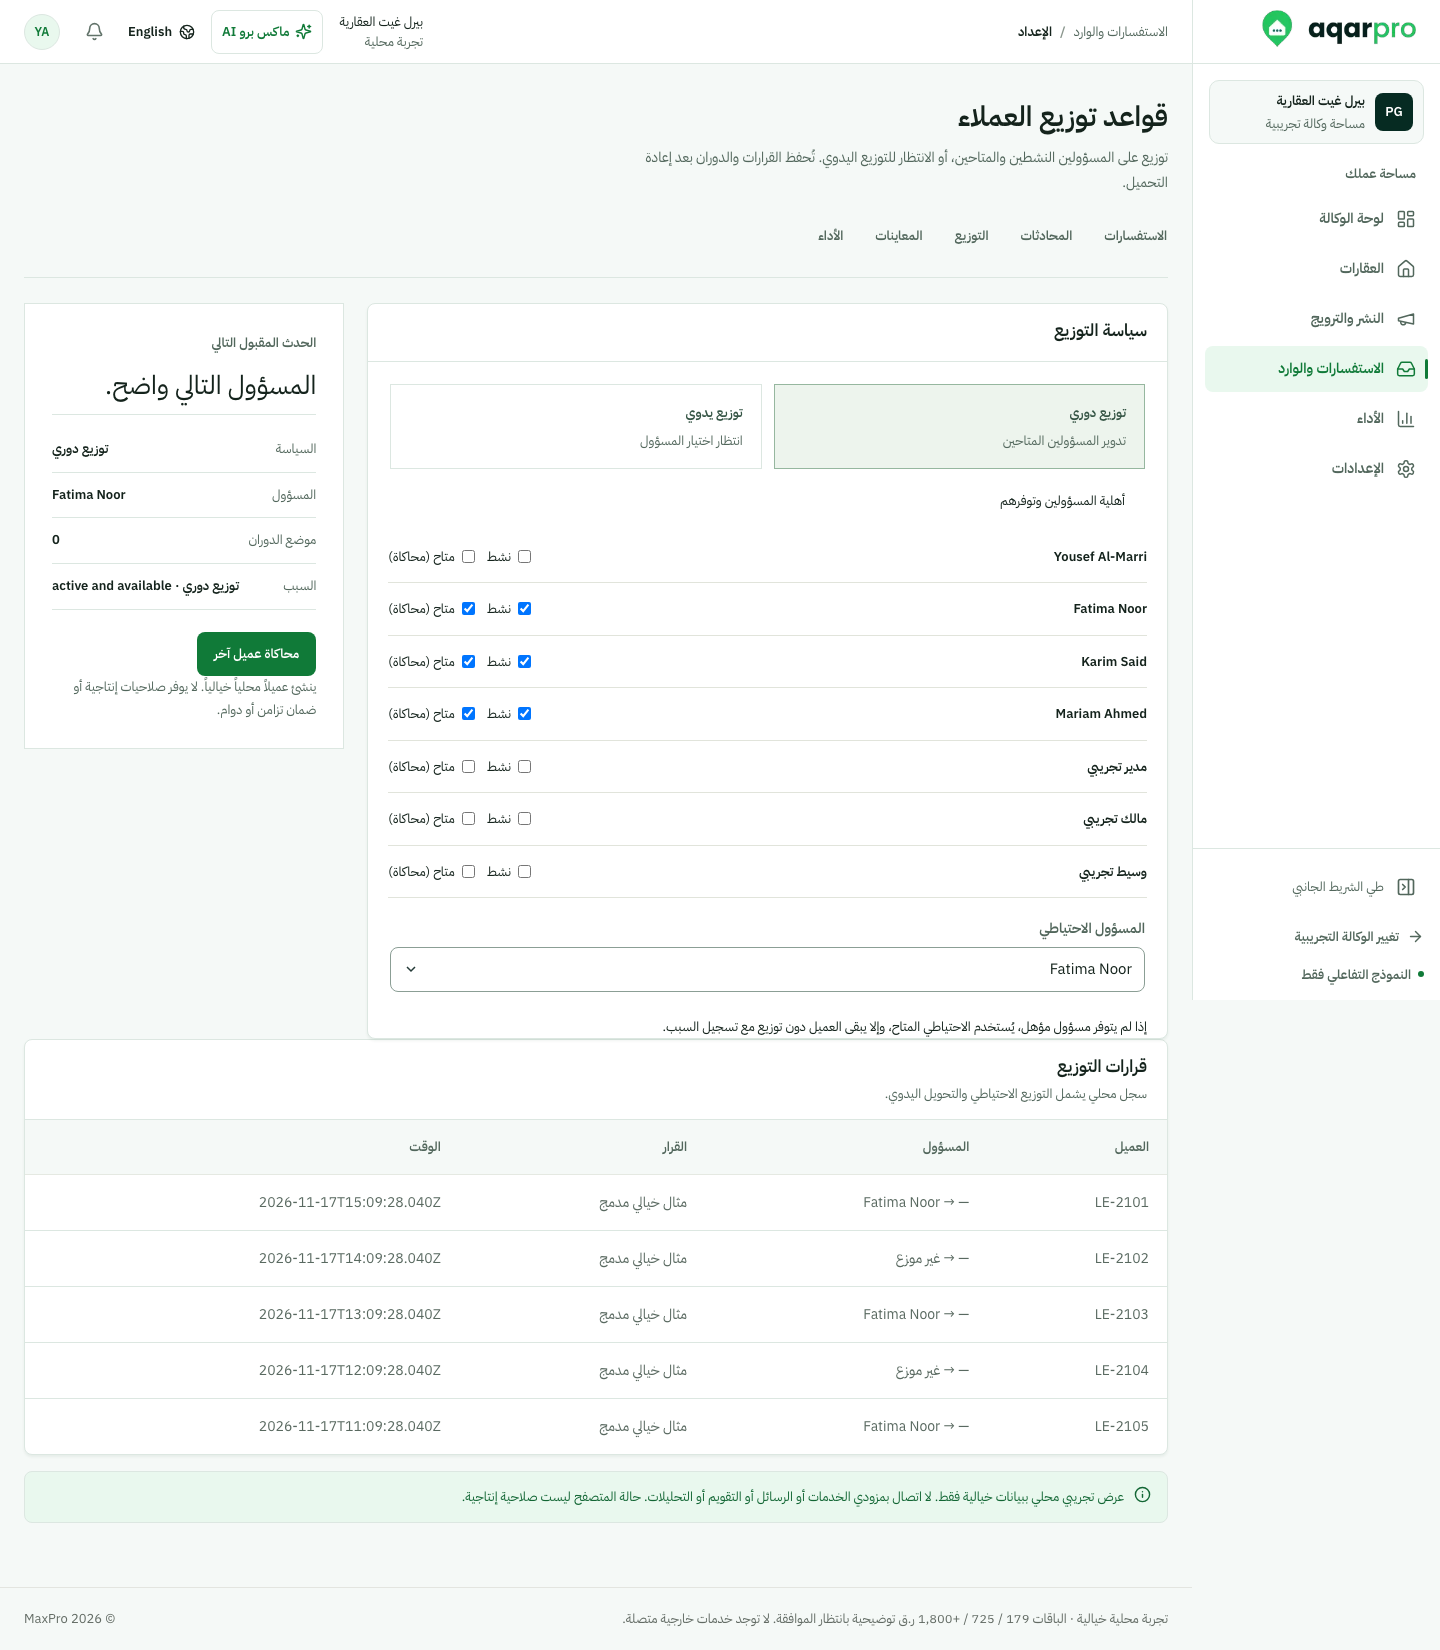 aqarpro
بيرل غيت العقارية
PG
مساحة وكالة تجريبية
مساحة عملك
لوحة الوكالة
العقارات
النشر والترويج
الاستفسارات والوارد
الأداء
الإعدادات
طي الشريط الجانبي
تغيير الوكالة التجريبية
النموذج التفاعلي فقط
الاستفسارات والوارد / الإعداد
بيرل غيت العقارية
تجربة محلية
ماكس برو AI
English
YA
قواعد توزيع العملاء
توزيع على المسؤولين النشطين والمتاحين، أو الانتظار للتوزيع اليدوي. تُحفظ القرارات والدوران بعد إعادة
التحميل.
الاستفسارات المحادثات التوزيع المعاينات الأداء
سياسة التوزيع
توزيع دوري
تدوير المسؤولين المتاحين
توزيع يدوي
انتظار اختيار المسؤول
أهلية المسؤولين وتوفرهم
Yousef Al-Marri نشط متاح (محاكاة)
Fatima Noor نشط متاح (محاكاة)
Karim Said نشط متاح (محاكاة)
Mariam Ahmed نشط متاح (محاكاة)
مدير تجريبي نشط متاح (محاكاة)
مالك تجريبي نشط متاح (محاكاة)
وسيط تجريبي نشط متاح (محاكاة)
المسؤول الاحتياطي
Fatima Noor
إذا لم يتوفر مسؤول مؤهل، يُستخدم الاحتياطي المتاح، وإلا يبقى العميل دون توزيع مع تسجيل السبب.
الحدث المقبول التالي
المسؤول التالي واضح.
السياسة توزيع دوري
المسؤول Fatima Noor
موضع الدوران 0
السبب توزيع دوري · active and available
محاكاة عميل آخر
ينشئ عميلاً محلياً خيالياً. لا يوفر صلاحيات إنتاجية أو
ضمان تزامن أو دوام.
قرارات التوزيع
سجل محلي يشمل التوزيع الاحتياطي والتحويل اليدوي.
العميل المسؤول القرار الوقت
LE-2101 — → Fatima Noor مثال خيالي مدمج 2026-11-17T15:09:28.040Z
LE-2102 — → غير موزع مثال خيالي مدمج 2026-11-17T14:09:28.040Z
LE-2103 — → Fatima Noor مثال خيالي مدمج 2026-11-17T13:09:28.040Z
LE-2104 — → غير موزع مثال خيالي مدمج 2026-11-17T12:09:28.040Z
LE-2105 — → Fatima Noor مثال خيالي مدمج 2026-11-17T11:09:28.040Z
عرض تجريبي محلي ببيانات خيالية فقط. لا اتصال بمزودي الخدمات أو الرسائل أو التقويم أو التحليلات. حالة المتصفح ليست صلاحية إنتاجية.
تجربة محلية خيالية · الباقات 179 / 725 / 1,800+ ر.ق توضيحية بانتظار الموافقة. لا توجد خدمات خارجية متصلة.
© 2026 MaxPro